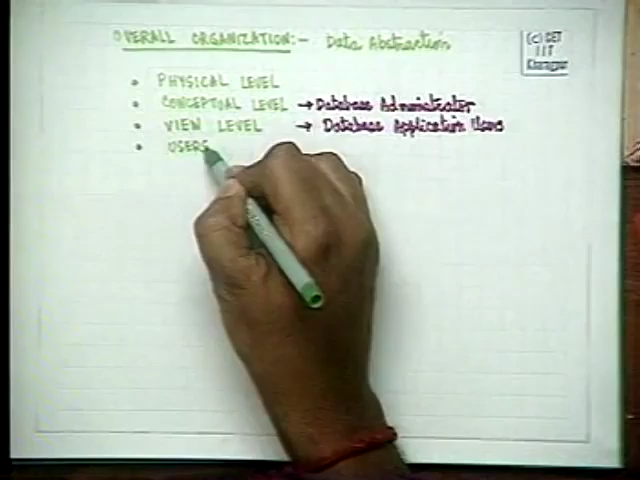 OVERALL ORGANIZATION:- Data Abstraction
(C) CET
IIT
Kharagpur
• PHYSICAL LEVEL
• CONCEPTUAL LEVEL → Database Administrator
• VIEW LEVEL → Database Application Users
• USERS